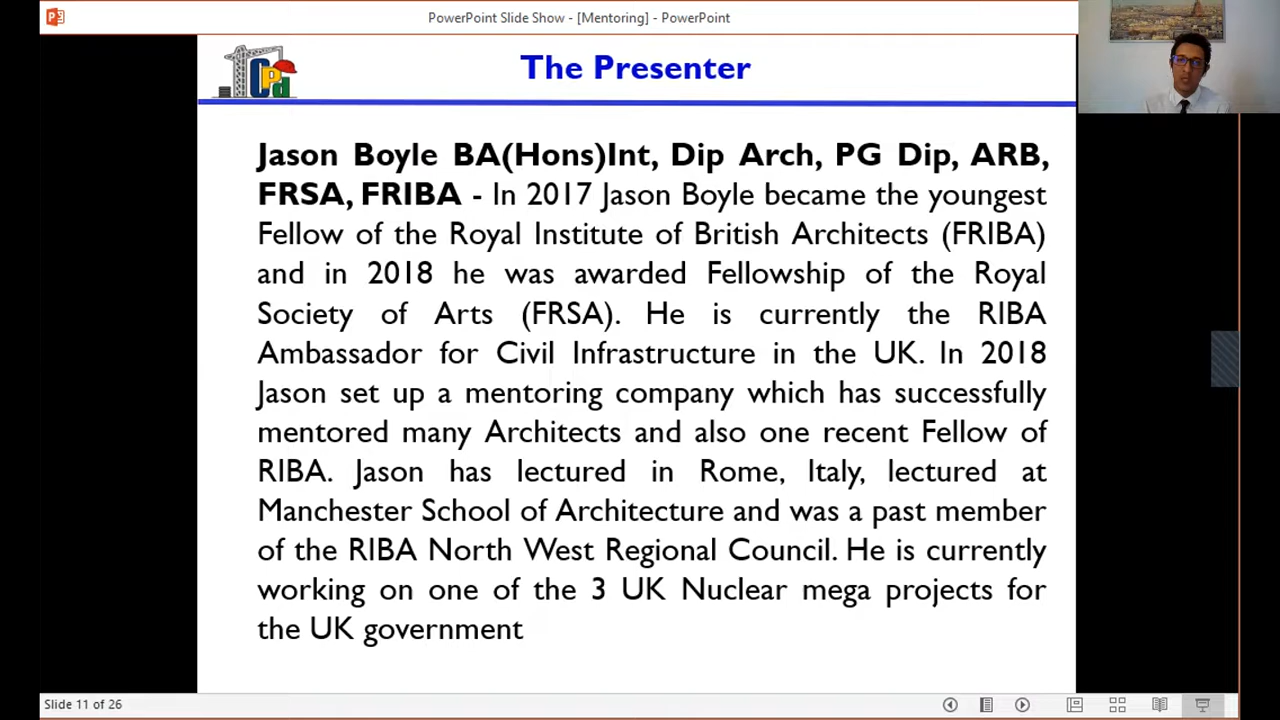 PowerPoint Slide Show - [Mentoring] - PowerPoint
CPd
The Presenter
Jason Boyle BA(Hons)Int, Dip Arch, PG Dip, ARB,
FRSA, FRIBA - In 2017 Jason Boyle became the youngest
Fellow of the Royal Institute of British Architects (FRIBA)
and in 2018 he was awarded Fellowship of the Royal
Society of Arts (FRSA). He is currently the RIBA
Ambassador for Civil Infrastructure in the UK. In 2018
Jason set up a mentoring company which has successfully
mentored many Architects and also one recent Fellow of
RIBA. Jason has lectured in Rome, Italy, lectured at
Manchester School of Architecture and was a past member
of the RIBA North West Regional Council. He is currently
working on one of the 3 UK Nuclear mega projects for
the UK government
Slide 11 of 26